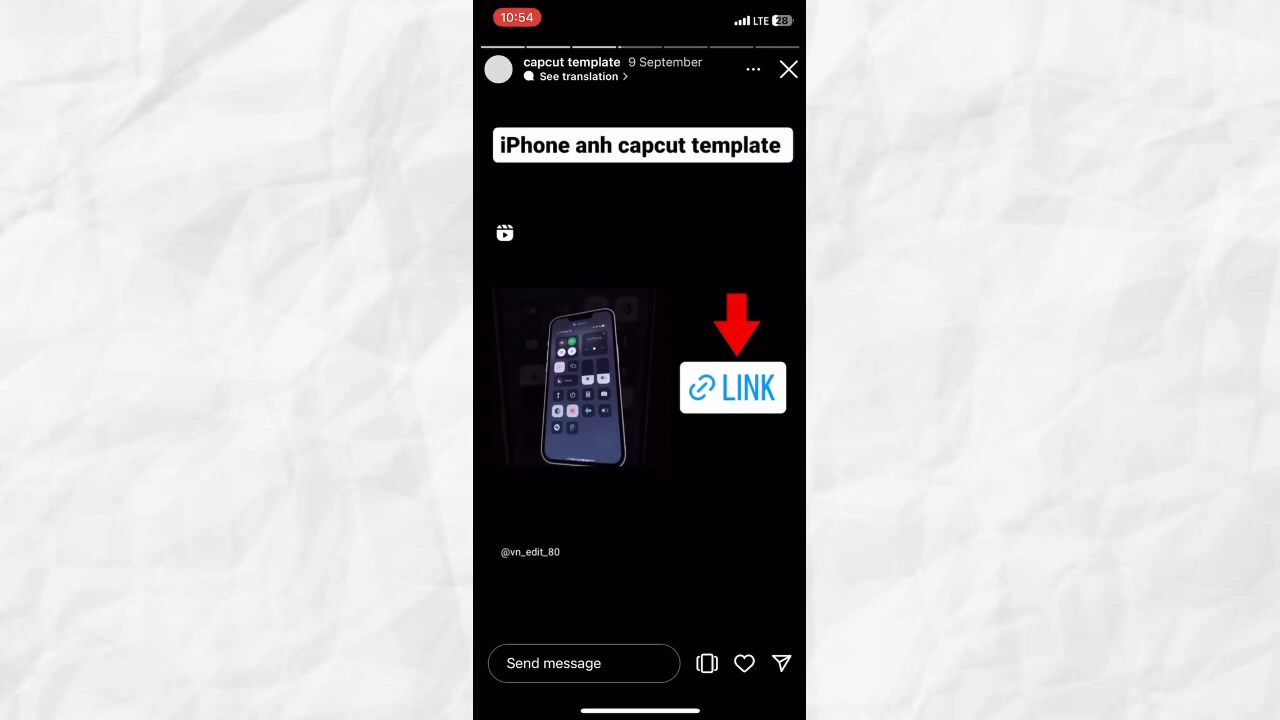 10:54
LTE 28
capcut template 9 September
See translation >
iPhone anh capcut template
LINK
@vn_edit_80
Send message